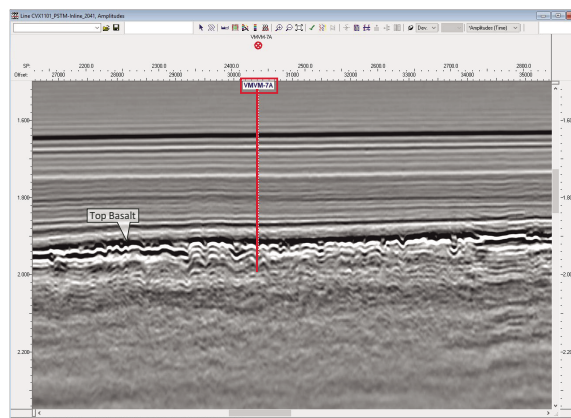 Line CVX1101_PSTM-Inline_2041, Amplitudes
Dev.
*Amplitudes (Time)
VMVM-7A
SP: 2200.0 2300.0 2400.0 2500.0 2600.0 2700.0 2800.0
Offset: 27000 28000 29000 30000 31000 32000 33000 34000 35000
VMVM-7A
1.600
1.800
Top Basalt
2.000
2.200